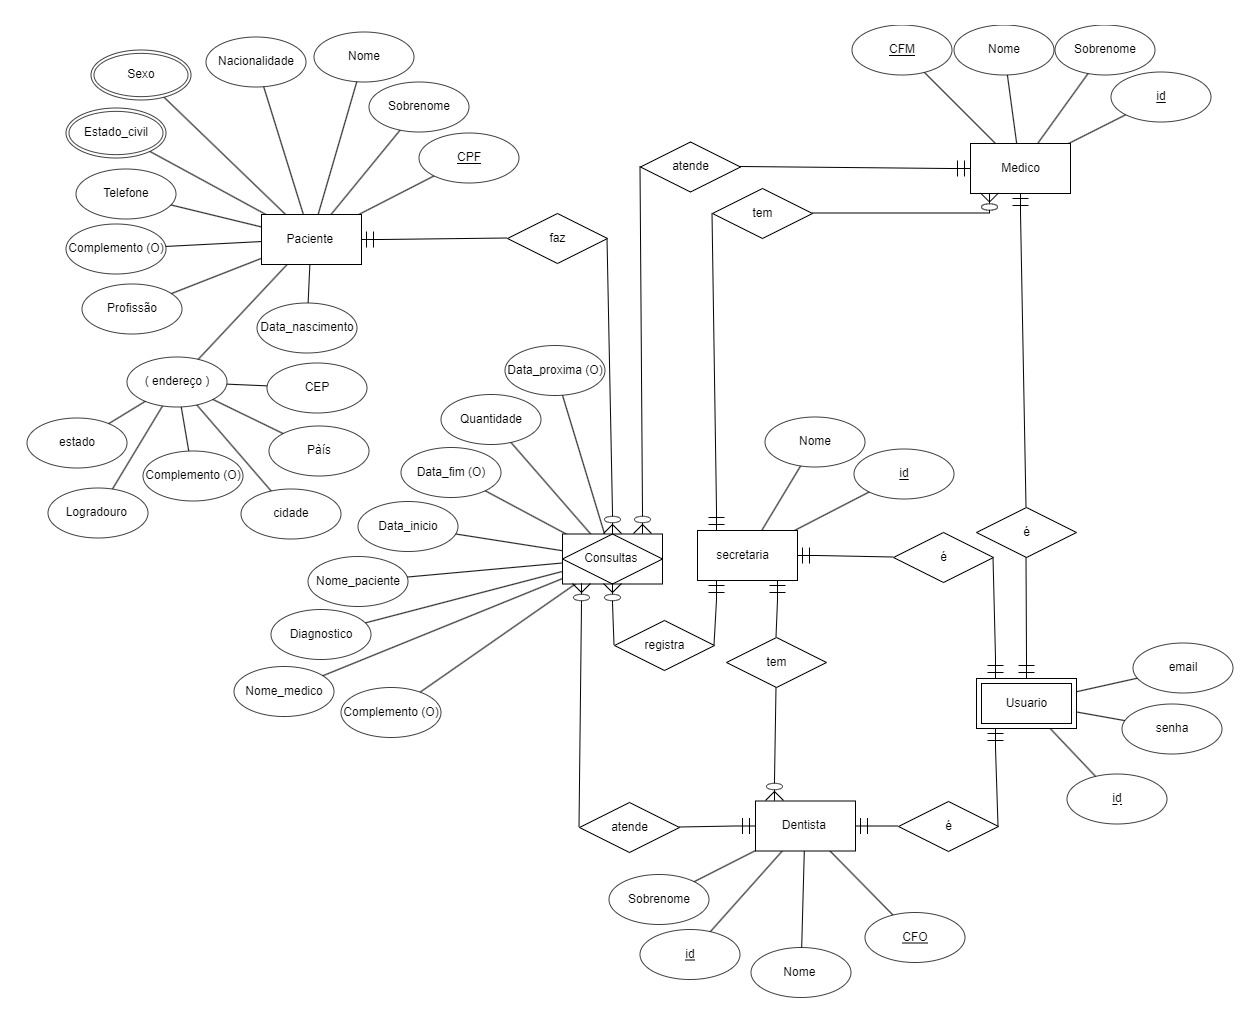 CFM
Nome
Sobrenome
id
Medico
Sexo
Nacionalidade
Nome
Sobrenome
Estado_civil
CPF
Telefone
Complemento (O)
Profissão
Paciente
Data_nascimento
faz
atende
tem
( endereço )
CEP
estado
Pàís
Complemento (O)
Logradouro
cidade
Data_proxima (O)
Quantidade
Data_fim (O)
Data_inicio
Nome_paciente
Diagnostico
Nome_medico
Complemento (O)
Consultas
Nome
id
secretaria
é
é
registra
tem
Usuario
email
senha
id
atende
Dentista
é
Sobrenome
id
Nome
CFO